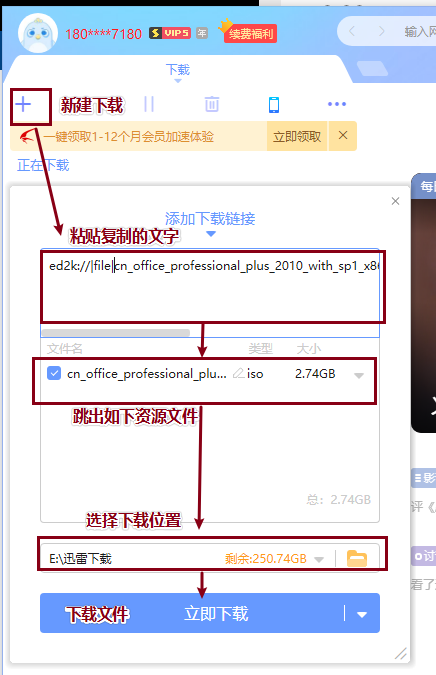 180****7180 S VIP5 年 续费福利
输入网
下载
新建下载
一键领取1-12个月会员加速体验 立即领取
正在下载
每日
添加下载链接
粘贴复制的文字
ed2k://|file|cn_office_professional_plus_2010_with_sp1_x86
文件名 类型 大小
cn_office_professional_plu... iso 2.74GB
跳出如下资源文件
影
总：2.74GB
评《
选择下载位置
讨
E:\迅雷下载 剩余:250.74GB
看了
下载文件 立即下载